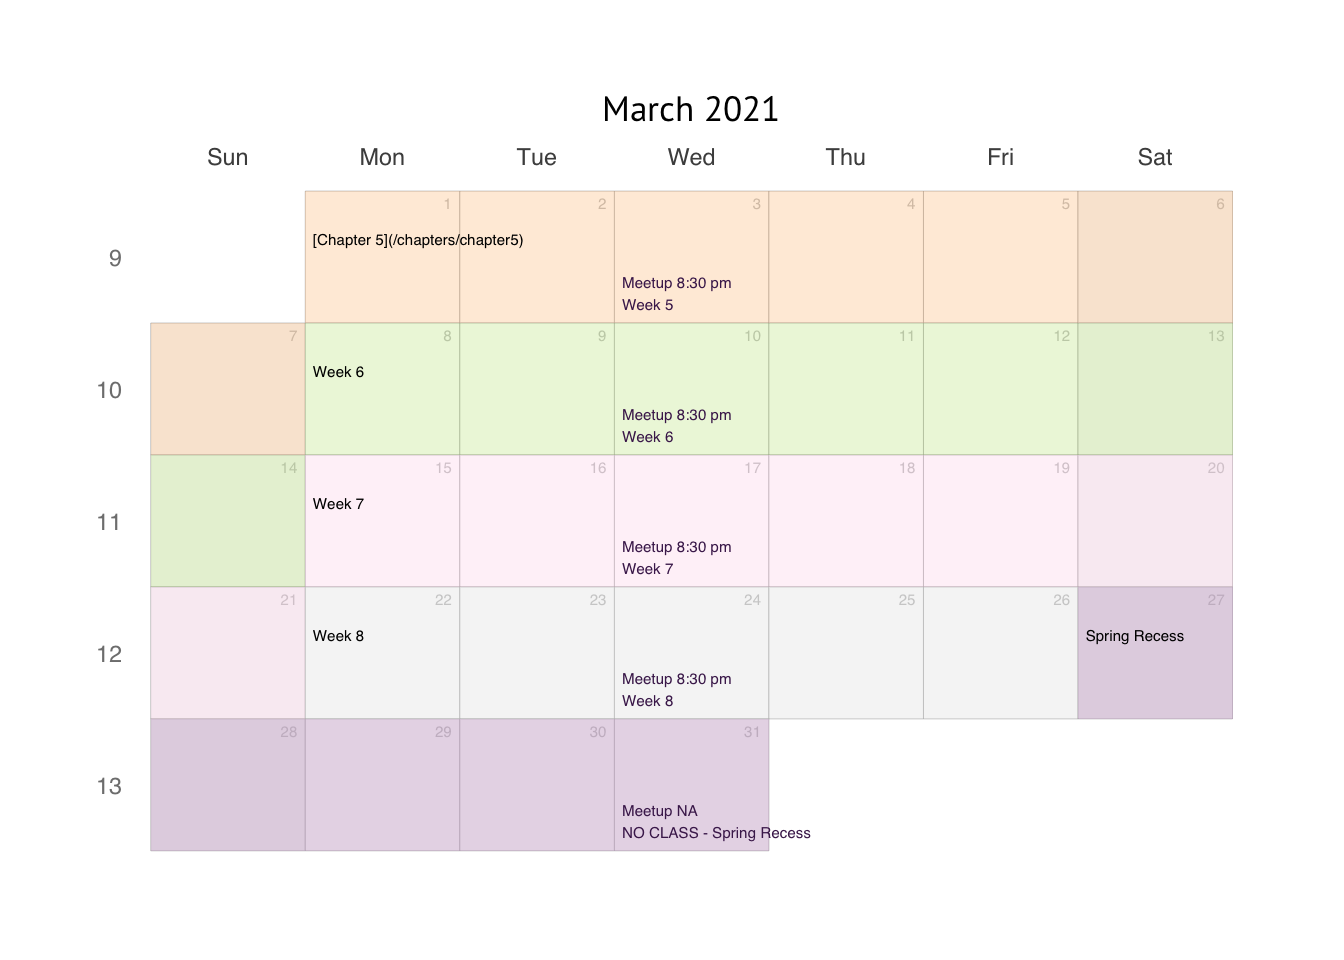 March 2021
Sun Mon Tue Wed Thu Fri Sat
1 2 3 4 5 6
[Chapter 5](/chapters/chapter5)
9
Meetup 8:30 pm
Week 5
7 8 9 10 11 12 13
Week 6
10
Meetup 8:30 pm
Week 6
14 15 16 17 18 19 20
Week 7
11
Meetup 8:30 pm
Week 7
21 22 23 24 25 26 27
Week 8 Spring Recess
12
Meetup 8:30 pm
Week 8
28 29 30 31
13
Meetup NA
NO CLASS - Spring Recess